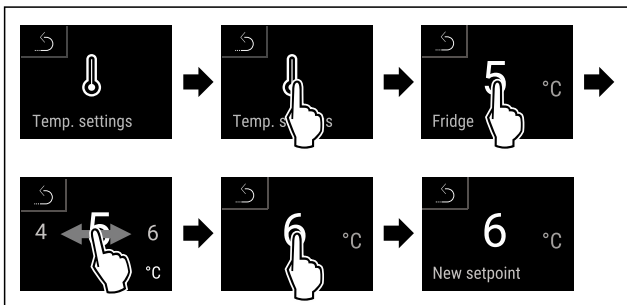 Temp. settings
Temp. s s
5 °C
Fridge
4 5 6
°C
6 °C
6 °C
New setpoint